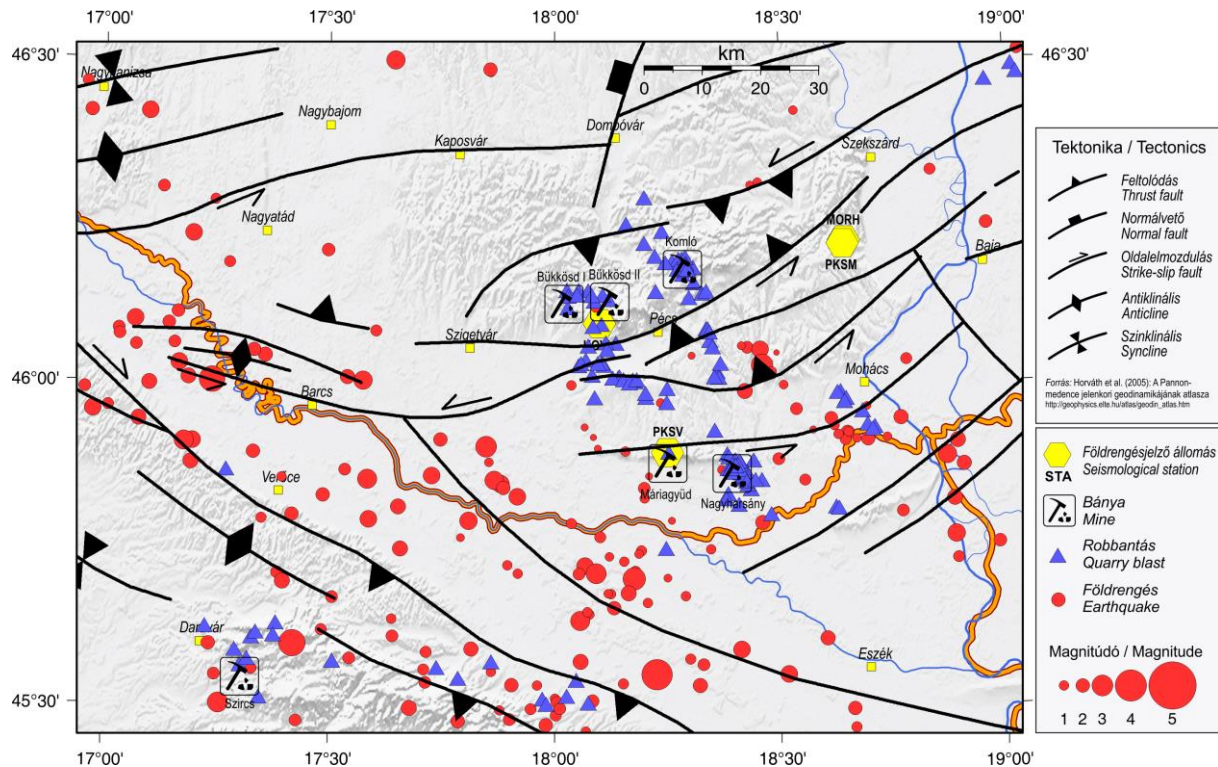 17°00'
17°30'
18°00'
18°30'
19°00'
46°30'
46°30'
km
0
10
20
30
Nagybajom
Kaposvár
Dombóvár
Szekszárd
Nagyatád
MORH
PKSM
Komló
Baja
Bükkösd I
Bükkösd II
Pécs
Szigetvár
46°00'
46°00'
Mohács
Barcs
PKSV
Verőce
Máriagyűd
Nagyharsány
Daruvár
Eszék
Szircs
45°30'
45°30'
17°00'
17°30'
18°00'
18°30'
19°00'
Tektonika / Tectonics
Feltolódás
Thrust fault
Normálvető
Normal fault
Oldalelmozdulás
Strike-slip fault
Antiklinális
Anticline
Szinklinális
Syncline
Forrás: Horváth et al. (2005): A Pannon-
medence jelenkori geodinamikájának atlasza
http://geophysics.elte.hu/atlas/geodin_atlas.htm
Földrengésjelző állomás
Seismological station
STA
Bánya
Mine
Robbantás
Quarry blast
Földrengés
Earthquake
Magnitúdó / Magnitude
1 2 3 4 5